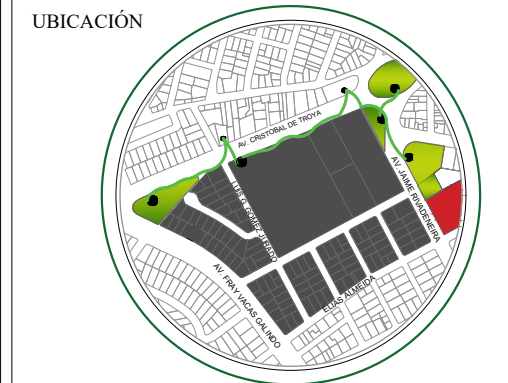 UBICACIÓN
AV. CRISTOBAL DE TROYA
AV. JAIME RIVADENEIRA
LUIS G. GOMEZ JURADO
AV. FRAY VACAS GALINDO
ELIAS ALMEIDA